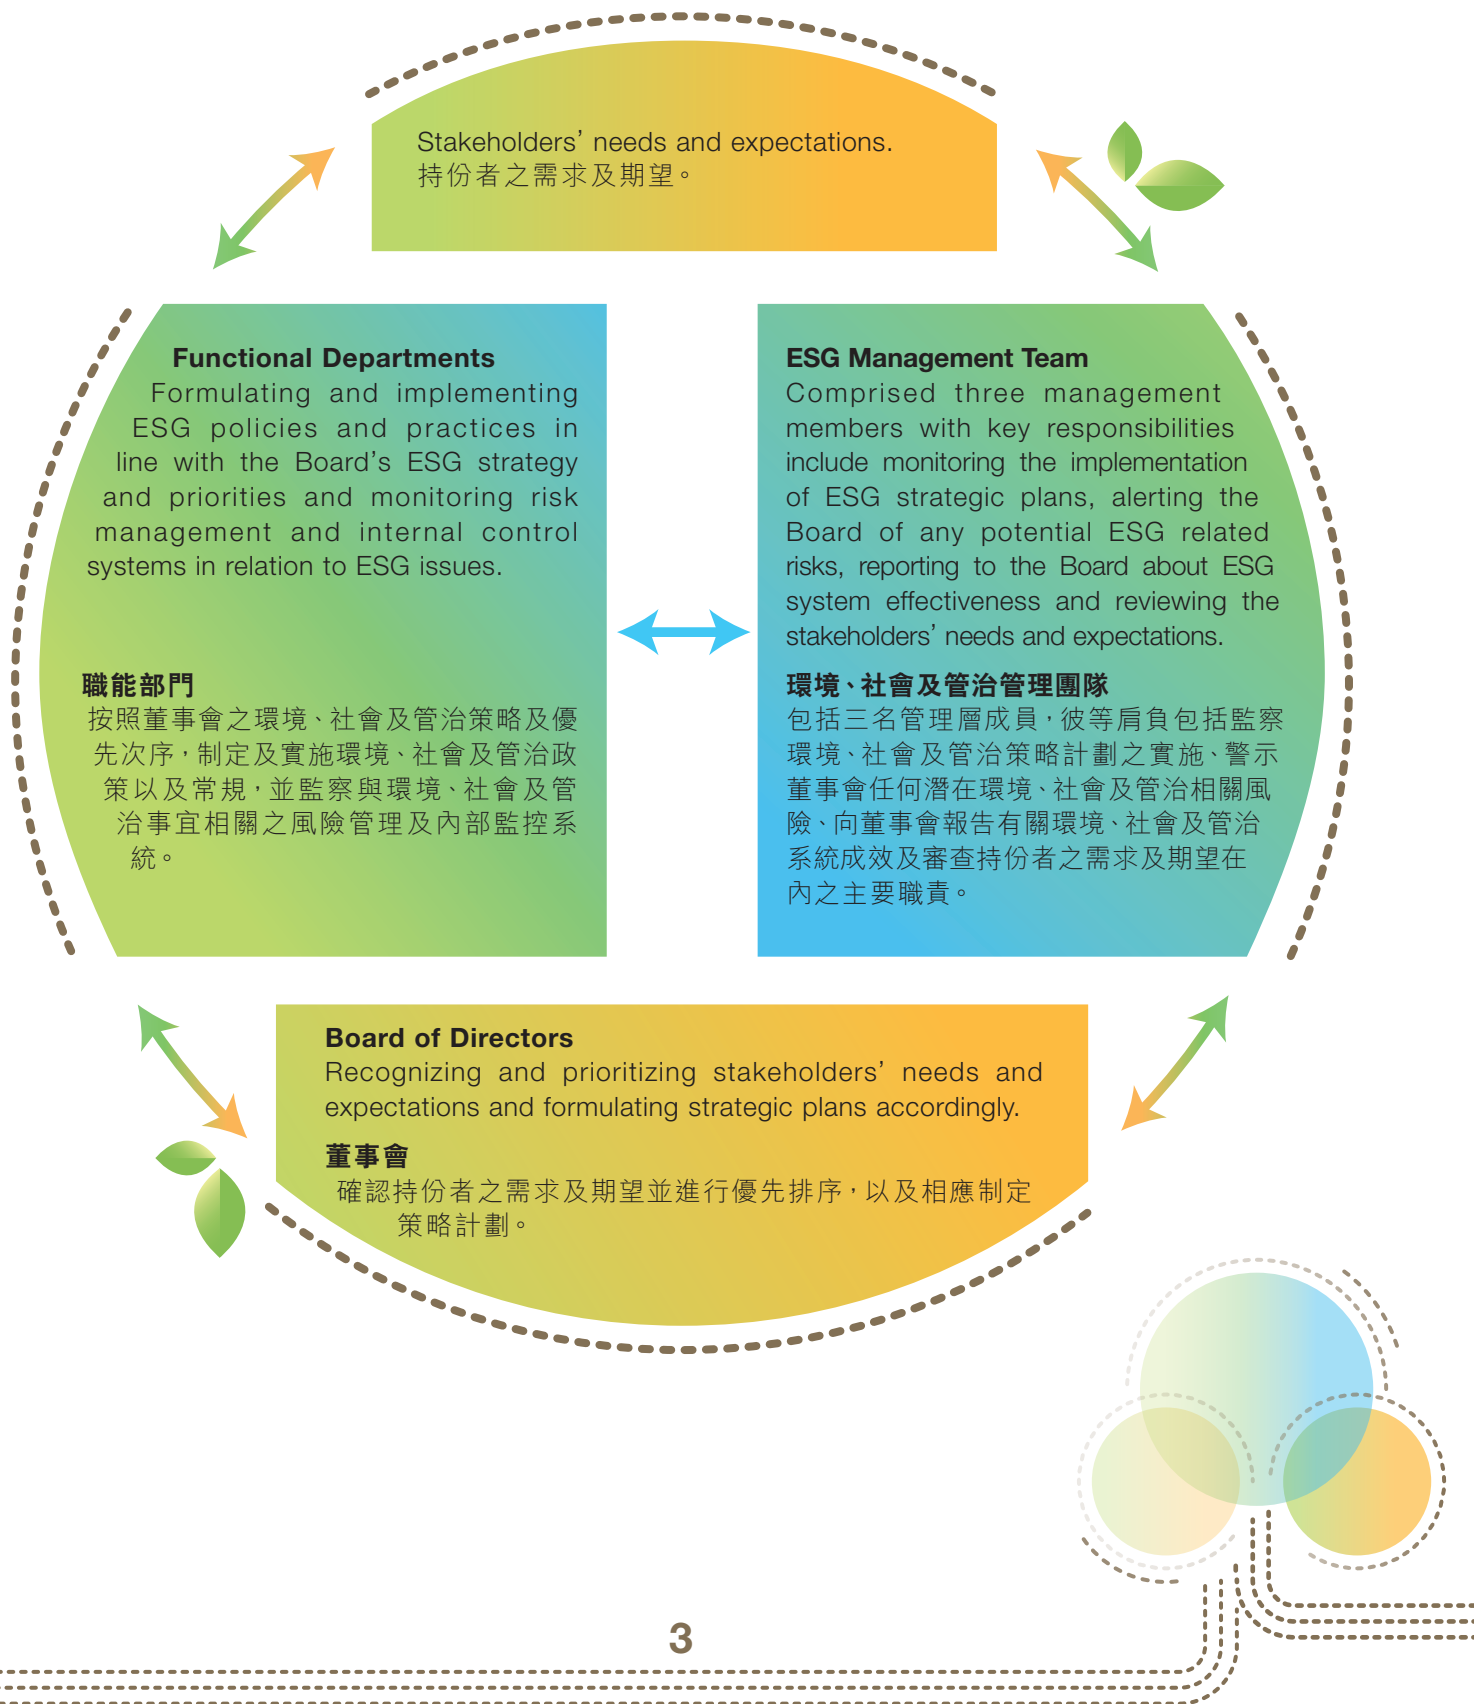 Stakeholders’ needs and expectations.
持份者之需求及期望。
Functional Departments
Formulating and implementing
ESG policies and practices in
line with the Board’s ESG strategy
and priorities and monitoring risk
management and internal control
systems in relation to ESG issues.
職能部門
按照董事會之環境、社會及管治策略及優
先次序，制定及實施環境、社會及管治政
策以及常規，並監察與環境、社會及管
治事宜相關之風險管理及內部監控系
統。
ESG Management Team
Comprised three management
members with key responsibilities
include monitoring the implementation
of ESG strategic plans, alerting the
Board of any potential ESG related
risks, reporting to the Board about ESG
system effectiveness and reviewing the
stakeholders’ needs and expectations.
環境、社會及管治管理團隊
包括三名管理層成員，彼等肩負包括監察
環境、社會及管治策略計劃之實施、警示
董事會任何潛在環境、社會及管治相關風
險、向董事會報告有關環境、社會及管治
系統成效及審查持份者之需求及期望在
內之主要職責。
Board of Directors
Recognizing and prioritizing stakeholders’ needs and
expectations and formulating strategic plans accordingly.
董事會
確認持份者之需求及期望並進行優先排序，以及相應制定
策略計劃。
3